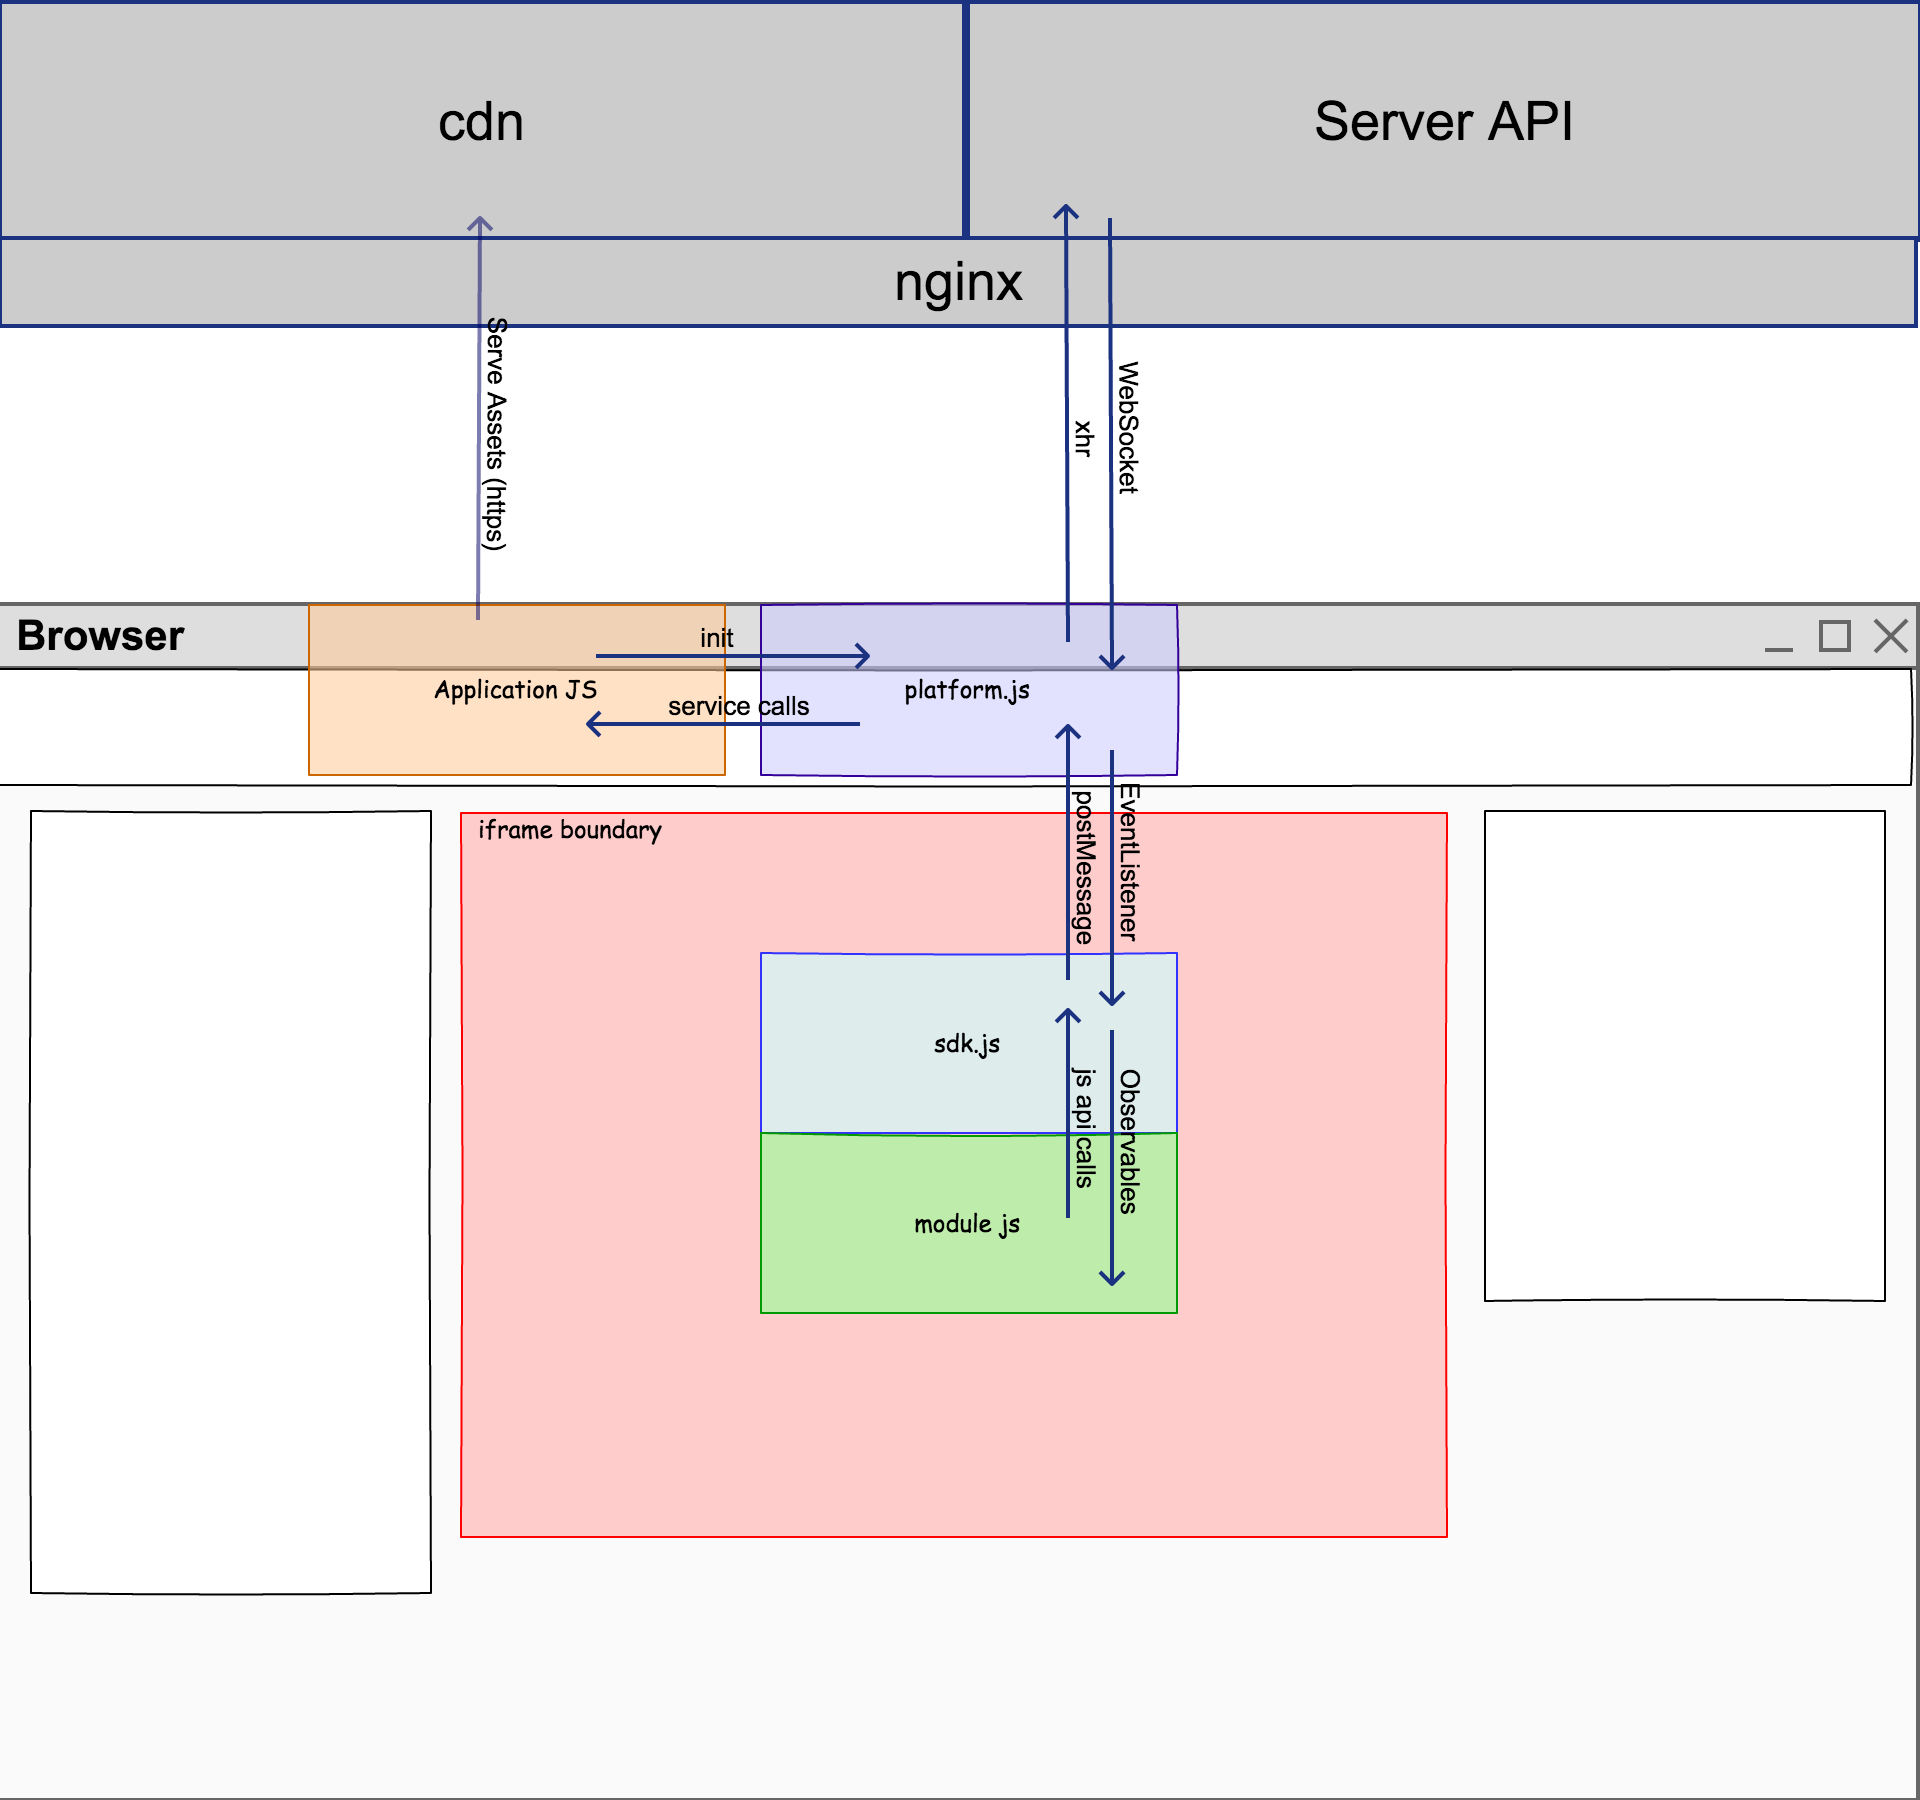 cdn
Server API
nginx
Serve Assets (https)
xhr
WebSocket
Browser
init
Application JS
platform.js
service calls
postMessage
EventListener
iframe boundary
sdk.js
js api calls
Observables
module js